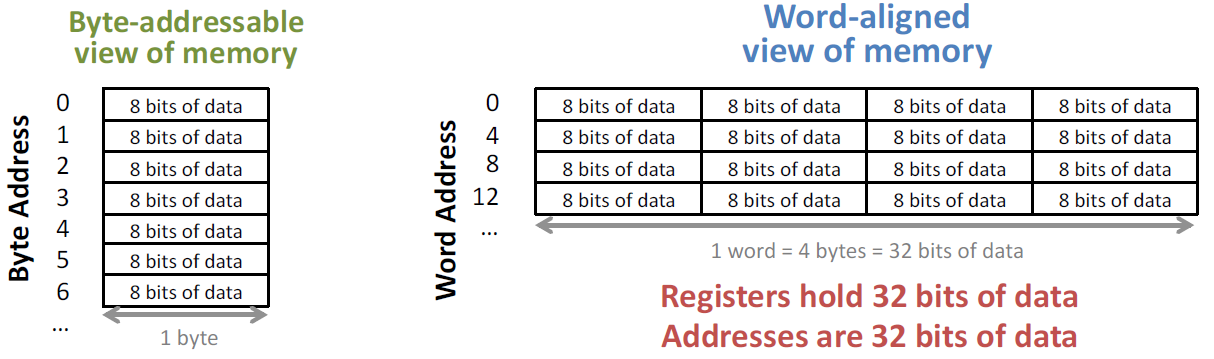 Byte-addressable
view of memory
Byte Address
0 8 bits of data
1 8 bits of data
2 8 bits of data
3 8 bits of data
4 8 bits of data
5 8 bits of data
6 8 bits of data
...
1 byte
Word-aligned
view of memory
Word Address
0 8 bits of data 8 bits of data 8 bits of data 8 bits of data
4 8 bits of data 8 bits of data 8 bits of data 8 bits of data
8 8 bits of data 8 bits of data 8 bits of data 8 bits of data
12 8 bits of data 8 bits of data 8 bits of data 8 bits of data
...
1 word = 4 bytes = 32 bits of data
Registers hold 32 bits of data
Addresses are 32 bits of data